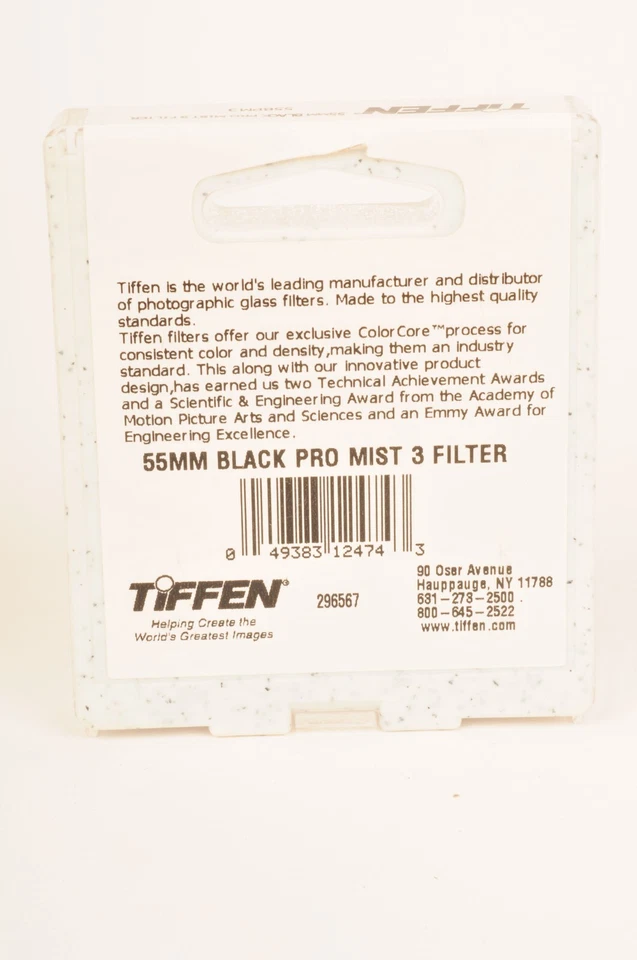 TIFFEN
Tiffen is the world's leading manufacturer and distributor
of photographic glass filters. Made to the highest quality
standards.
Tiffen filters offer our exclusive ColorCore™process for
consistent color and density,making them an industry
standard. This along with our innovative product
design,has earned us two Technical Achievement Awards
and a Scientific & Engineering Award from the Academy of
Motion Picture Arts and Sciences and an Emmy Award for
Engineering Excellence.
55MM BLACK PRO MIST 3 FILTER
0 49383 12474 3
TIFFEN®
Helping Create the
World's Greatest Images
296567
90 Oser Avenue
Hauppauge, NY 11788
631-273-2500 .
800-645-2522
www.tiffen.com